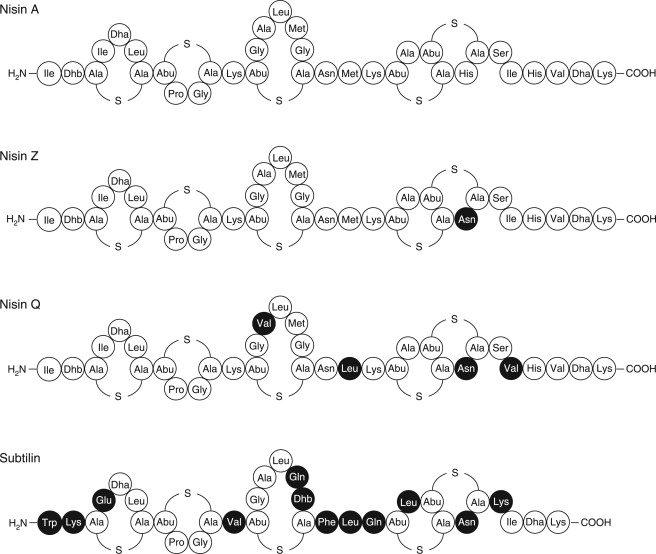 Nisin A
Leu
S
Ala Met
Dha
S
Ile Leu Gly Gly Ala Abu Ala Ser
H2N Ile Dhb Ala Ala Abu Ala Lys Abu Ala Asn Met Lys Abu Ala His Ile His Val Dha Lys COOH
Pro Gly
S S S
Nisin Z
Leu
S
Ala Met
Dha
S
Ile Leu Gly Gly Ala Abu Ala Ser
H2N Ile Dhb Ala Ala Abu Ala Lys Abu Ala Asn Met Lys Abu Ala Asn Ile His Val Dha Lys COOH
Pro Gly
S S S
Nisin Q
Leu
S
Val Met
Dha
S
Ile Leu Gly Gly Ala Abu Ala Ser
H2N Ile Dhb Ala Ala Abu Ala Lys Abu Ala Asn Leu Lys Abu Ala Asn Val His Val Dha Lys COOH
Pro Gly
S S S
Subtilin
Leu
S
Ala Gln
Dha
S
Glu Leu Gly Dhb Leu Abu Ala Lys
H2N Trp Lys Ala Ala Abu Ala Val Abu Ala Phe Leu Gln Abu Ala Asn Ile Dha Lys COOH
Pro Gly
S S S